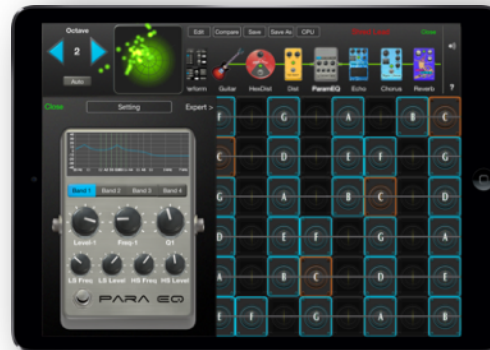 Octave
2
Auto
Edit Compare Save Save As CPU
Close
erform Guitar HexDist Dist ParamEQ Echo Chorus Reverb ?
Close Setting Expert >
Band 1 Band 2 Band 3 Band 4
Level-1 Freq-1 Q1
LS Freq LS Level HS Freq HS Level
PARA EQ
F G A B C
C D E F G
G A B C D
D E F G A
A B C D E
E F G A B